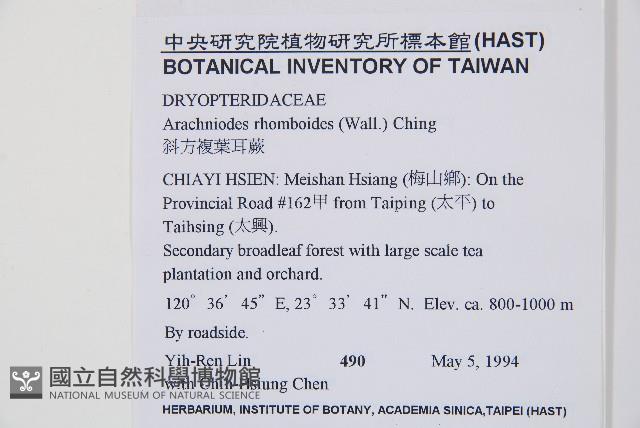 中央研究院植物研究所標本館(HAST)
BOTANICAL INVENTORY OF TAIWAN
DRYOPTERIDACEAE
Arachniodes rhomboides (Wall.) Ching
斜方複葉耳蕨
CHIAYI HSIEN: Meishan Hsiang (梅山鄉): On the
Provincial Road #162甲 from Taiping (太平) to
Taihsing (太興).
Secondary broadleaf forest with large scale tea
plantation and orchard.
120° 36' 45" E, 23° 33' 41" N. Elev. ca. 800-1000 m
By roadside.
Yih-Ren Lin 490 May 5, 1994
with Chih-Hsiung Chen
國立自然科學博物館
NATIONAL MUSEUM OF NATURAL SCIENCE
HERBARIUM, INSTITUTE OF BOTANY, ACADEMIA SINICA,TAIPEI (HAST)